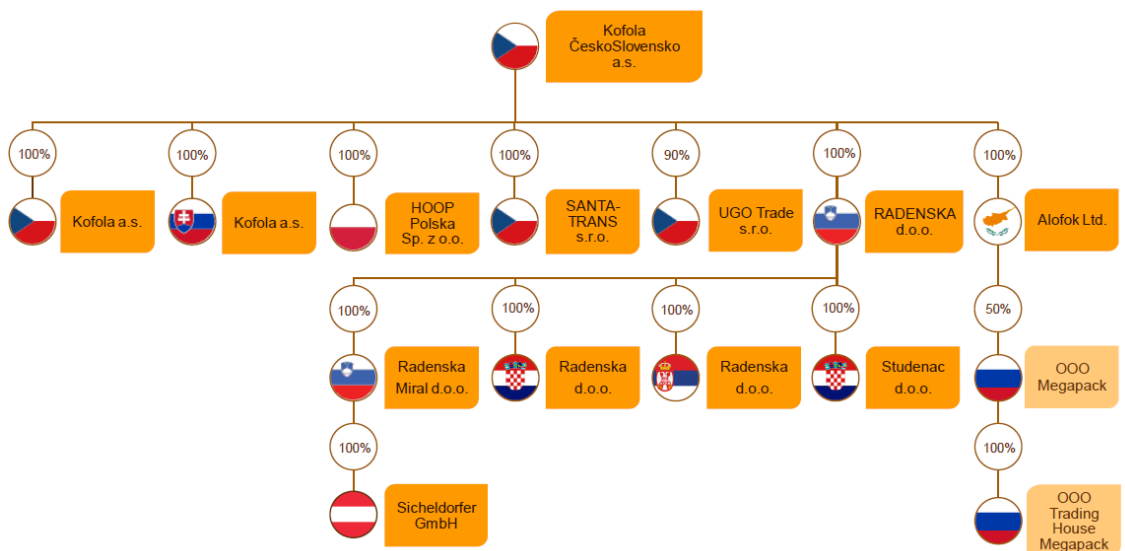 Kofola
ČeskoSlovensko
a.s.
100%
100%
100%
100%
90%
100%
100%
Kofola a.s.
Kofola a.s.
HOOP
Polska
Sp. z o.o.
SANTA-
TRANS
s.r.o.
UGO Trade
s.r.o.
RADENSKA
d.o.o.
Alofok Ltd.
100%
100%
100%
100%
50%
Radenska
Miral d.o.o.
Radenska
d.o.o.
Radenska
d.o.o.
Studenac
d.o.o.
OOO
Megapack
100%
100%
Sicheldorfer
GmbH
OOO
Trading
House
Megapack